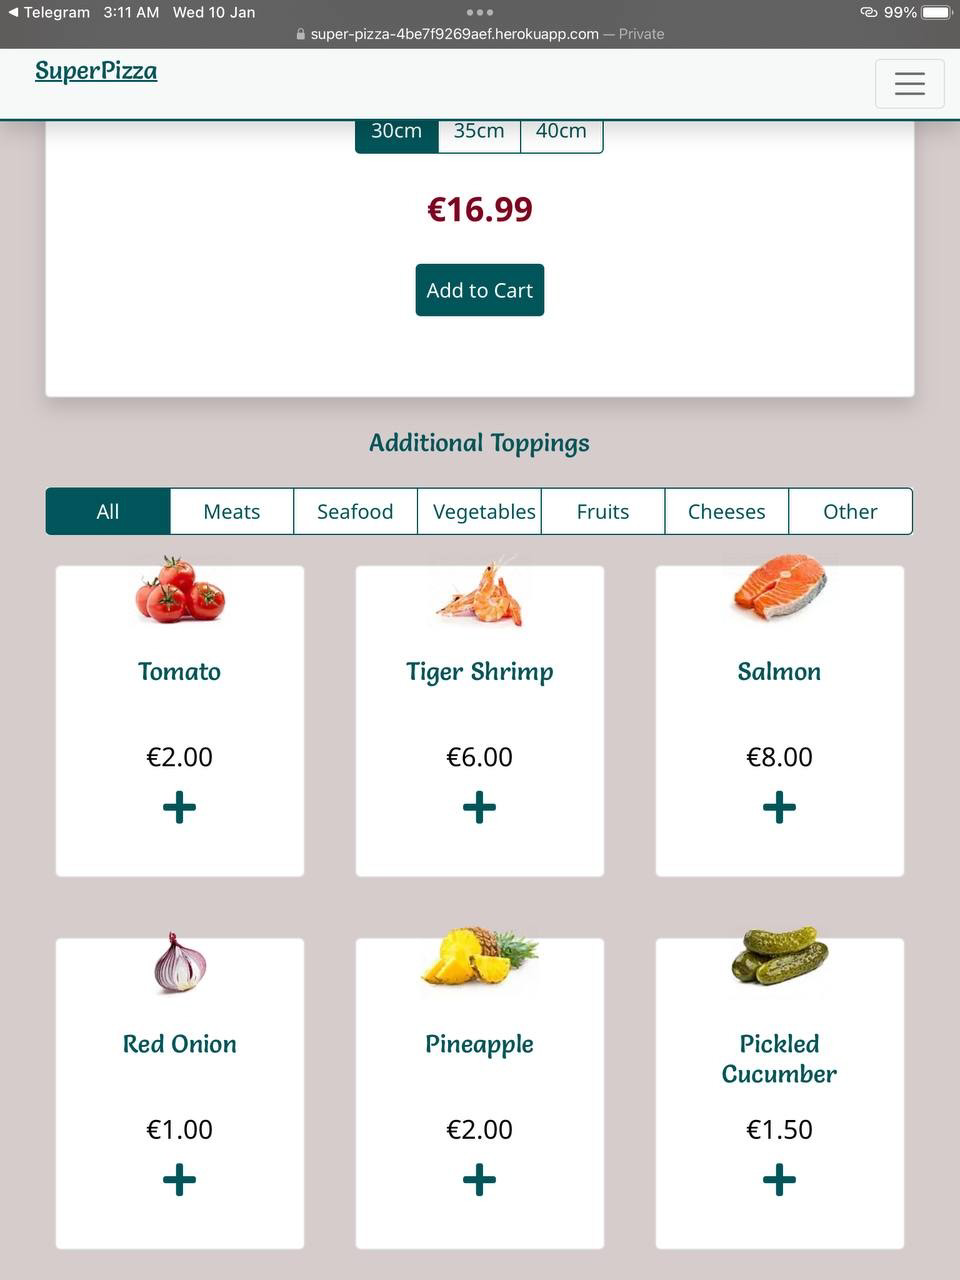 ◀ Telegram 3:11 AM Wed 10 Jan 99%
super-pizza-4be7f9269aef.herokuapp.com — Private
SuperPizza
30cm 35cm 40cm
€16.99
Add to Cart
Additional Toppings
All Meats Seafood Vegetables Fruits Cheeses Other
Tomato Tiger Shrimp Salmon
€2.00 €6.00 €8.00
Red Onion Pineapple Pickled
Cucumber
€1.00 €2.00 €1.50